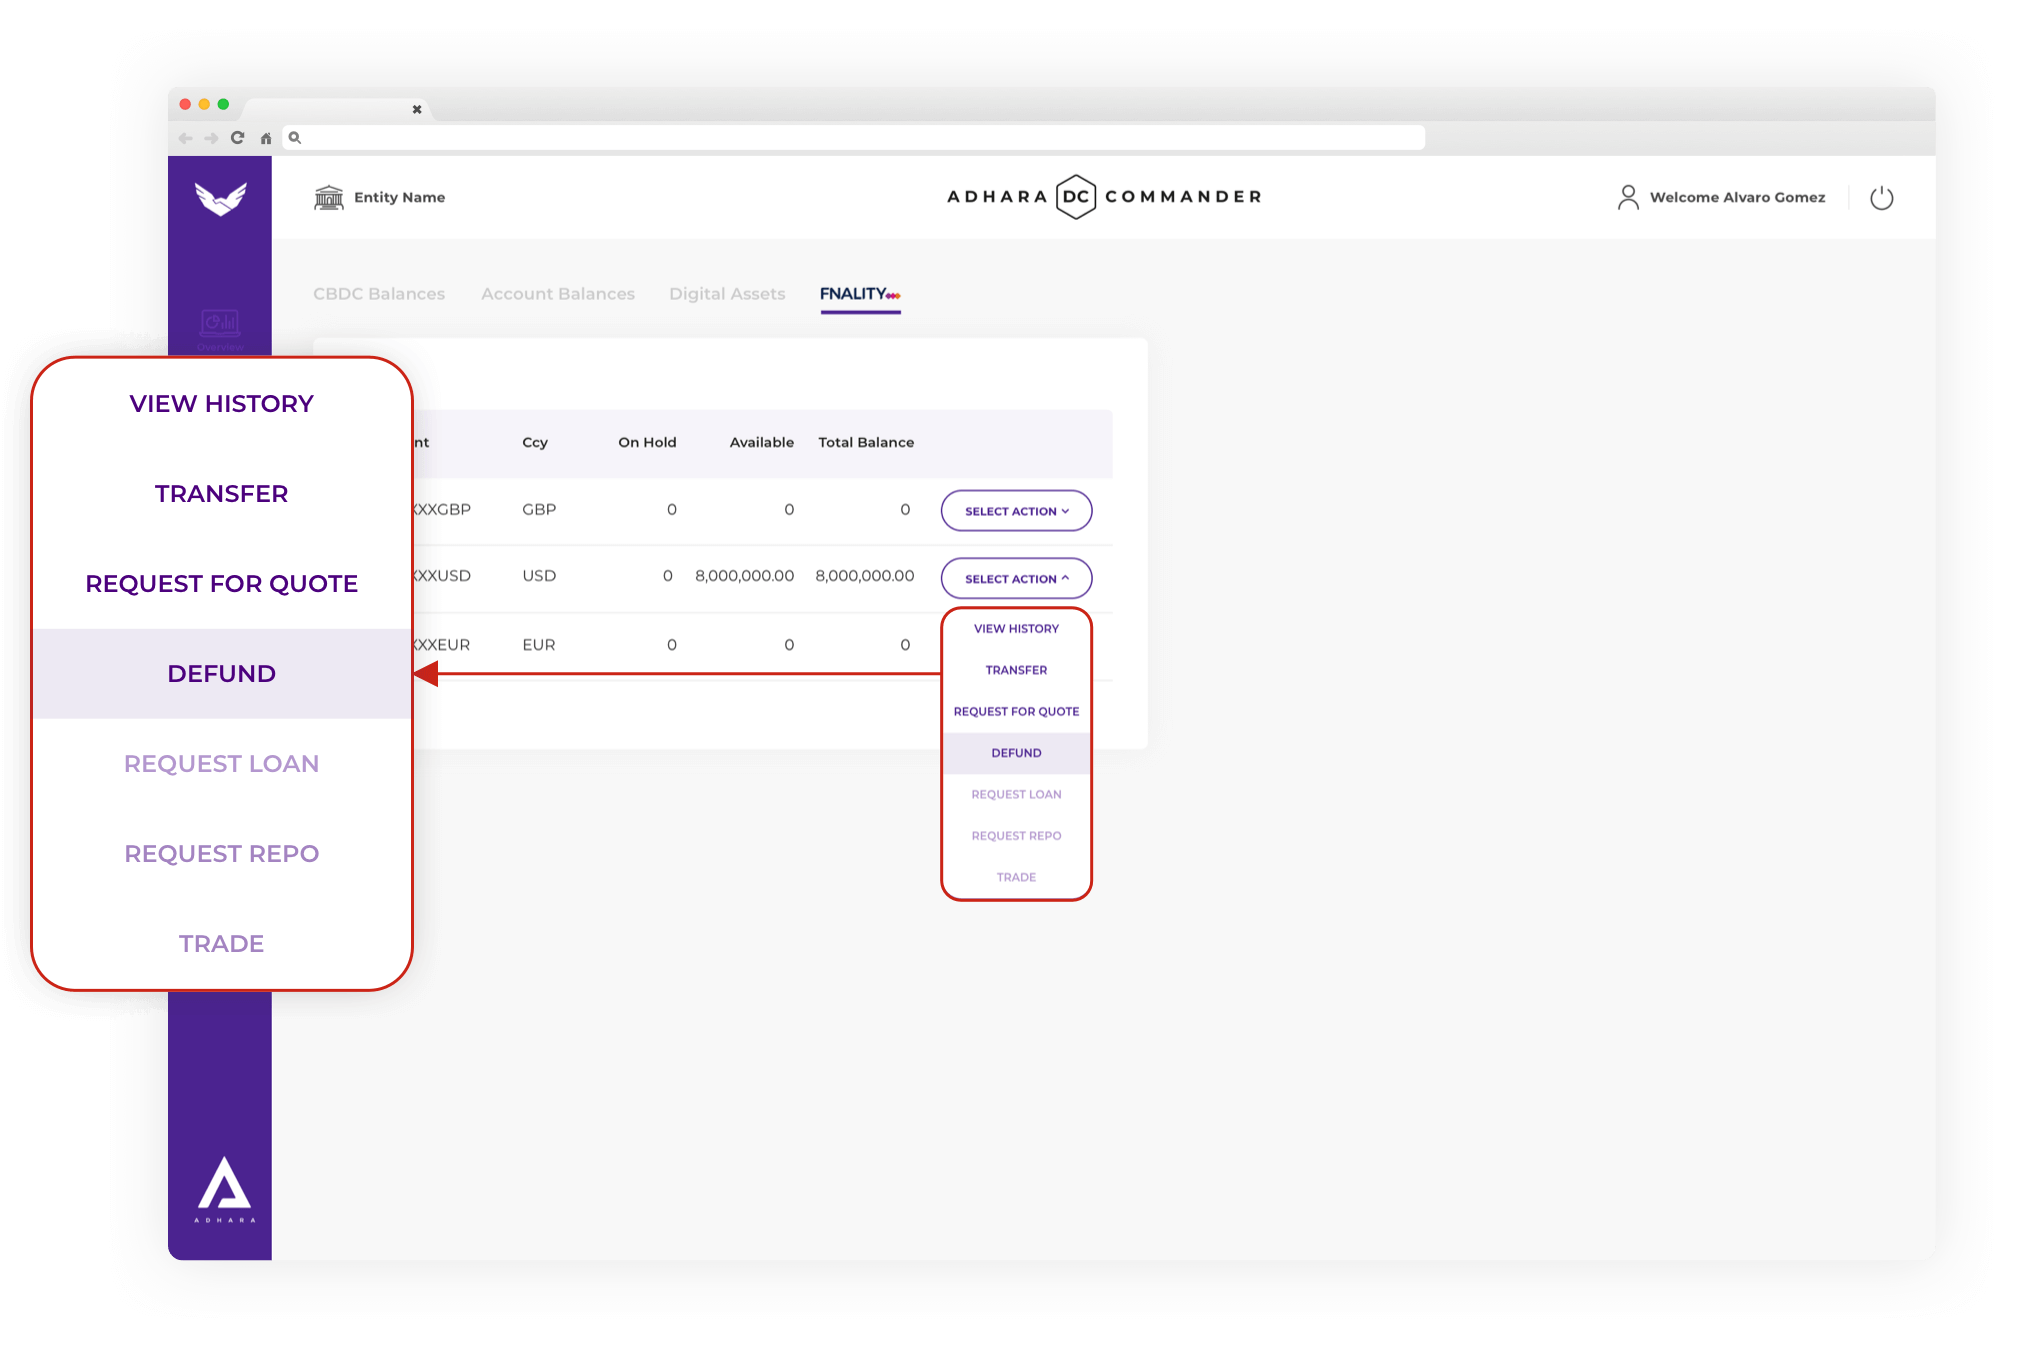 Entity Name
ADHARA DC COMMANDER
Welcome Alvaro Gomez
CBDC Balances Account Balances Digital Assets FNALITY
Overview
VIEW HISTORY
TRANSFER
REQUEST FOR QUOTE
DEFUND
REQUEST LOAN
REQUEST REPO
TRADE
nt Ccy On Hold Available Total Balance
XXGBP GBP 0 0 0 SELECT ACTION
XXUSD USD 0 8,000,000.00 8,000,000.00 SELECT ACTION
XXEUR EUR 0 0 0
VIEW HISTORY
TRANSFER
REQUEST FOR QUOTE
DEFUND
REQUEST LOAN
REQUEST REPO
TRADE
ADHARA